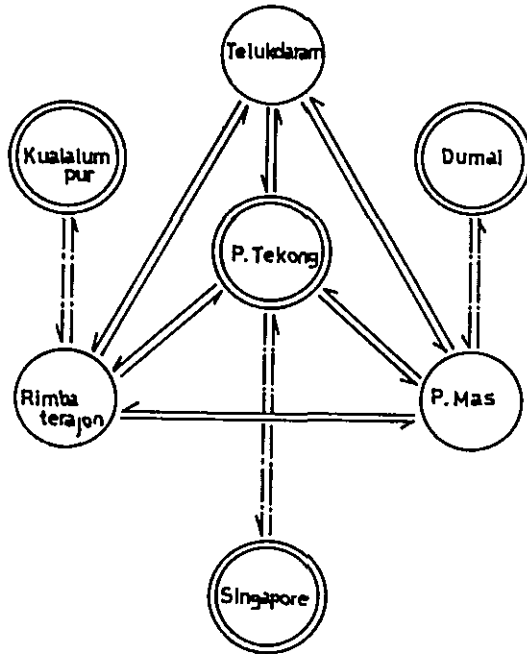 Telukdaram
Kualalum
pur
Dumai
P. Tekong
Rimba
terajon
P. Mas
Singapore